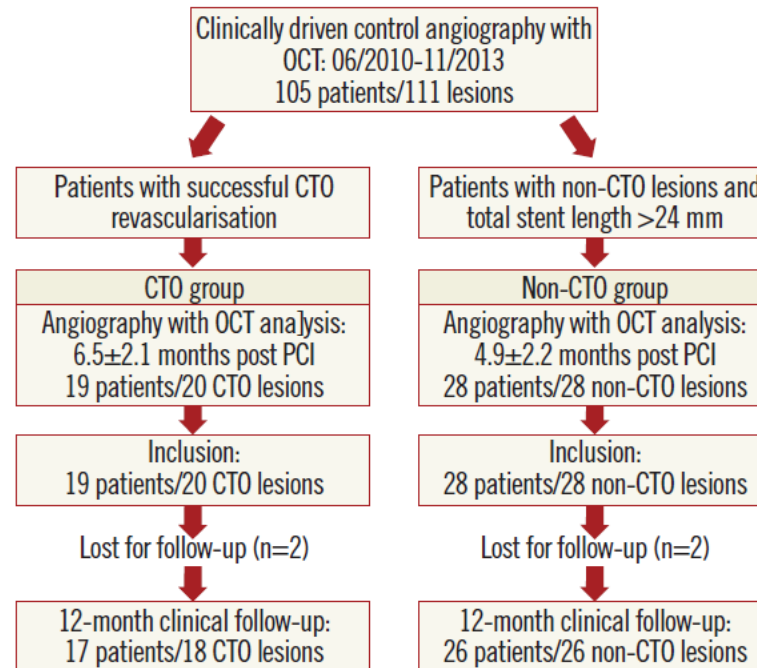 Clinically driven control angiography with
OCT: 06/2010-11/2013
105 patients/111 lesions
Patients with successful CTO
revascularisation
Patients with non-CTO lesions and
total stent length >24 mm
CTO group
Angiography with OCT ana]ysis:
6.5±2.1 months post PCI
19 patients/20 CTO lesions
Non-CTO group
Angiography with OCT analysis:
4.9±2.2 months post PCI
28 patients/28 non-CTO lesions
Inclusion:
19 patients/20 CTO lesions
Inclusion:
28 patients/28 non-CTO lesions
Lost for follow-up (n=2)
Lost for follow-up (n=2)
12-month clinical follow-up:
17 patients/18 CTO lesions
12-month clinical follow-up:
26 patients/26 non-CTO lesions